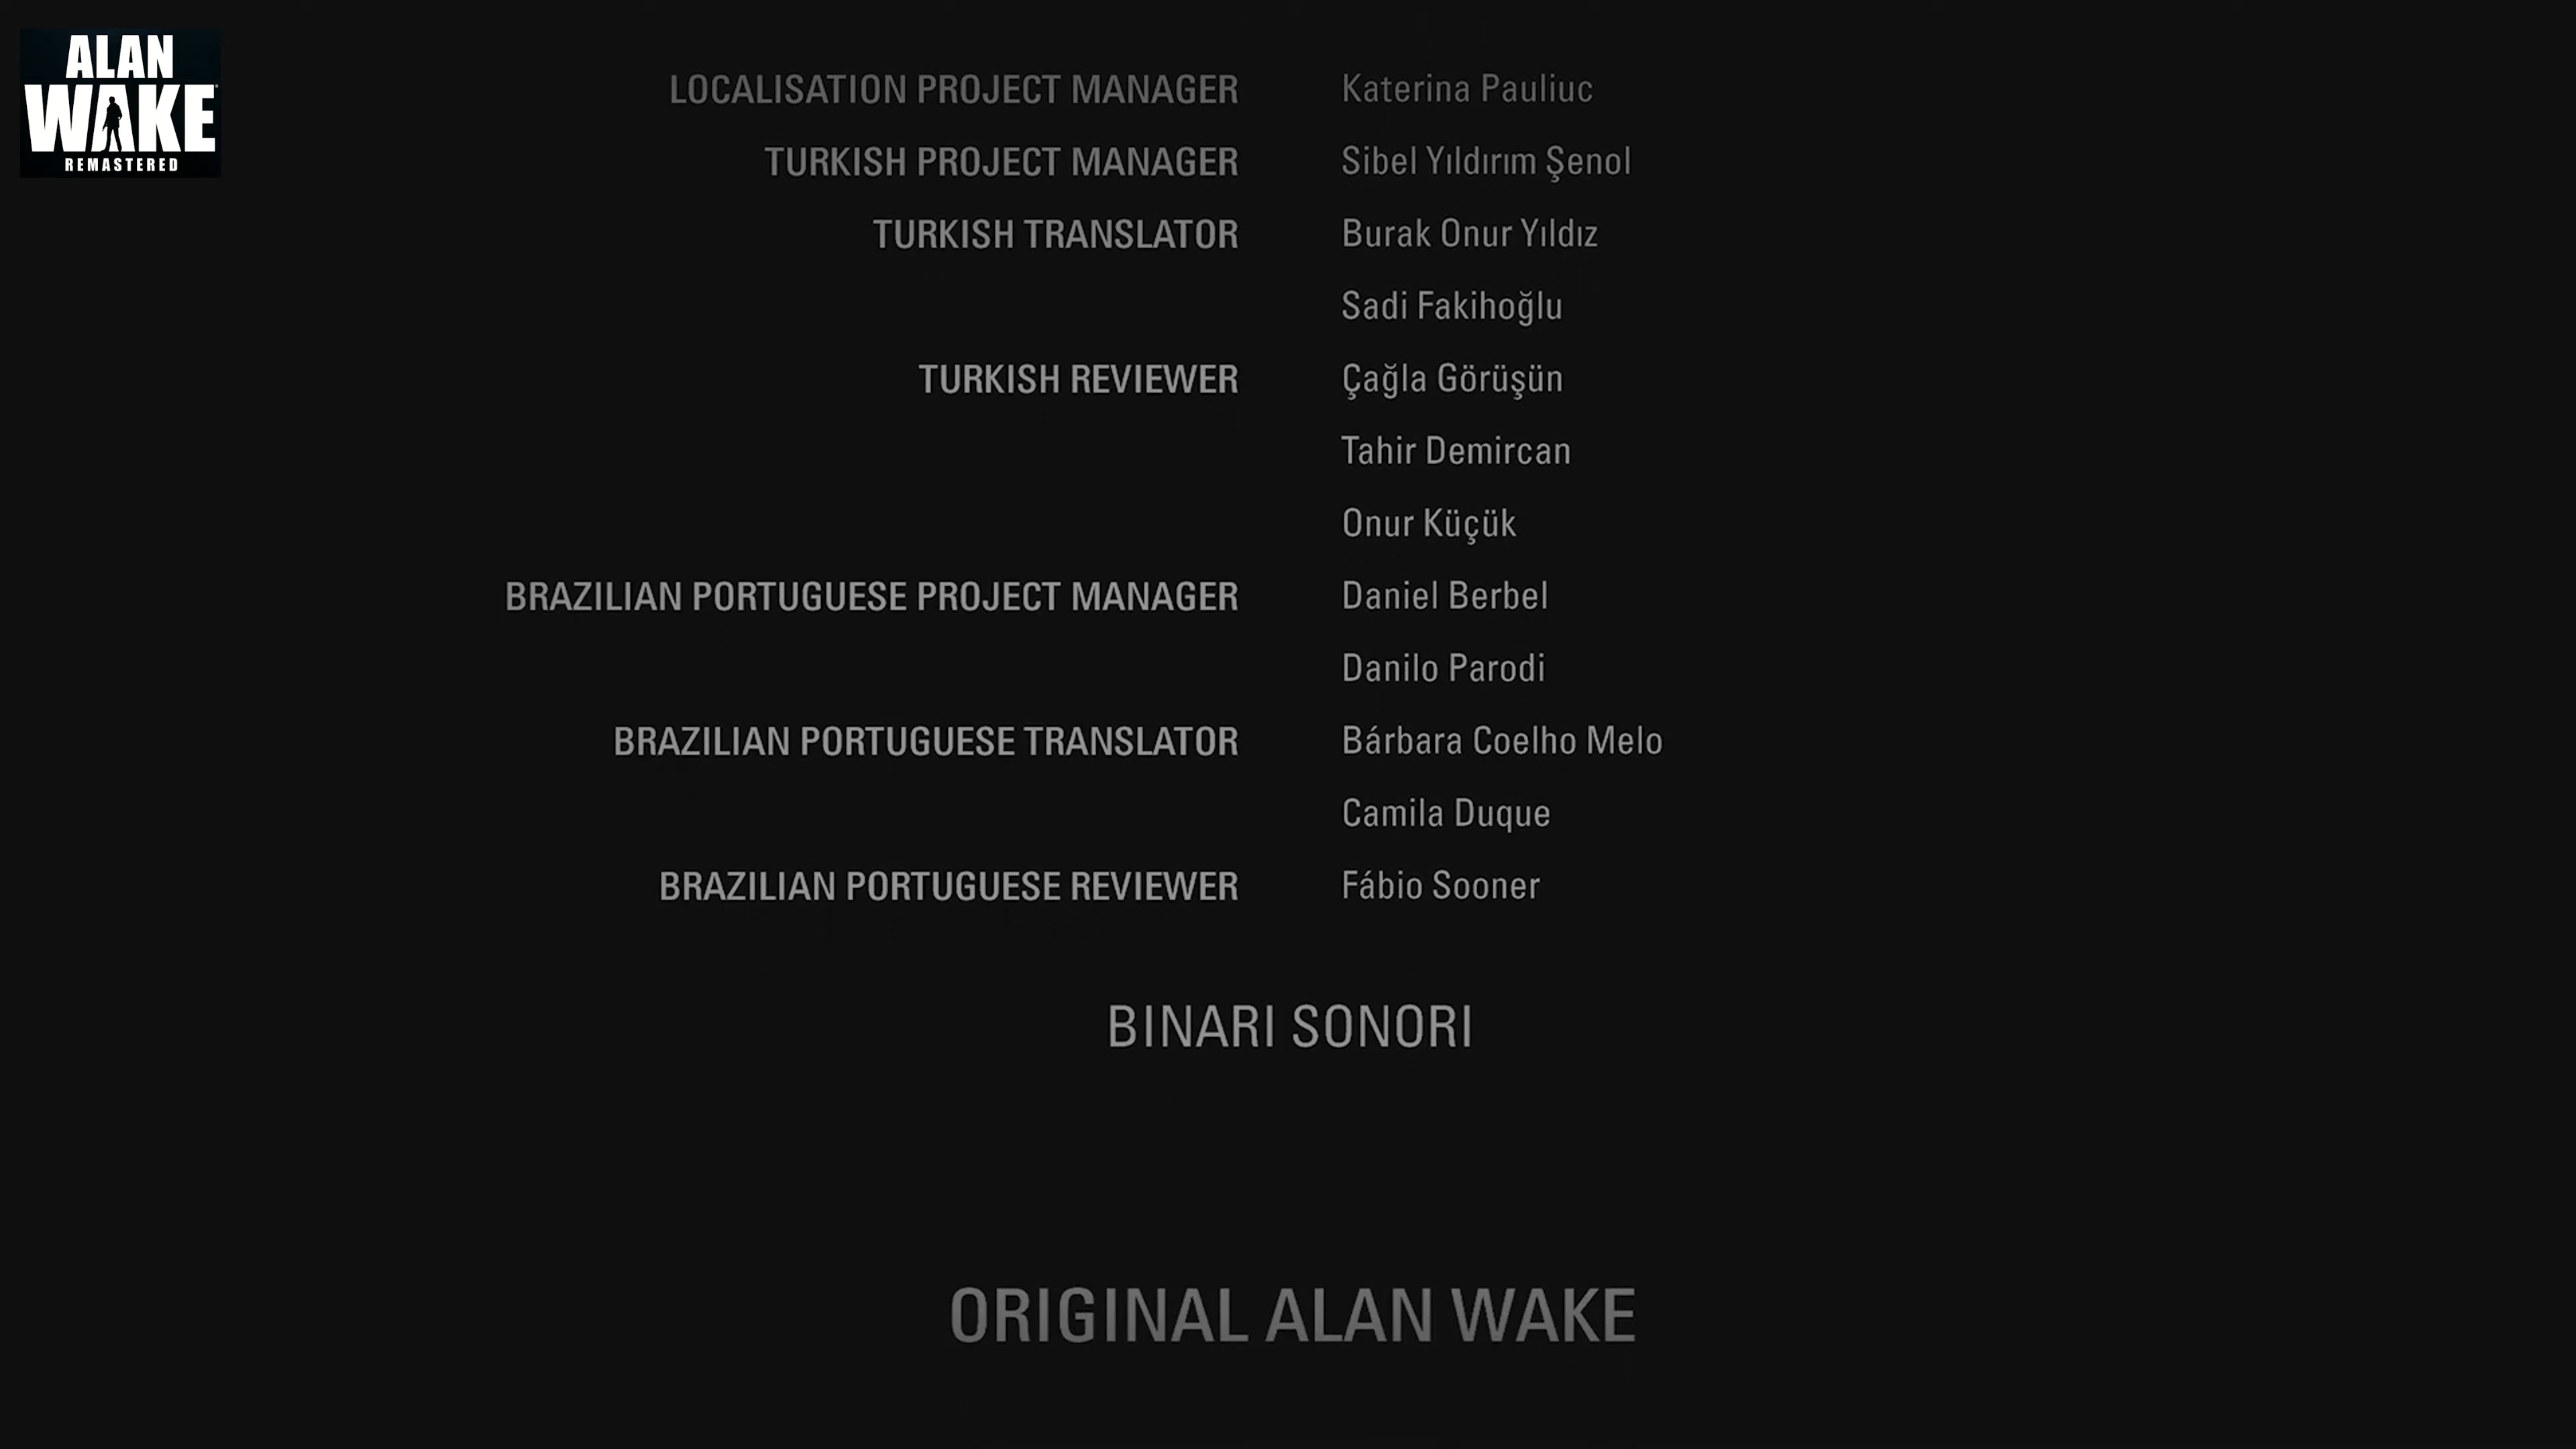 ALAN
WAKE
REMASTERED
LOCALISATION PROJECT MANAGER Katerina Pauliuc
TURKISH PROJECT MANAGER Sibel Yıldırım Şenol
TURKISH TRANSLATOR Burak Onur Yıldız
Sadi Fakihoğlu
TURKISH REVIEWER Çağla Görüşün
Tahir Demircan
Onur Küçük
BRAZILIAN PORTUGUESE PROJECT MANAGER Daniel Berbel
Danilo Parodi
BRAZILIAN PORTUGUESE TRANSLATOR Bárbara Coelho Melo
Camila Duque
BRAZILIAN PORTUGUESE REVIEWER Fábio Sooner
BINARI SONORI
ORIGINAL ALAN WAKE